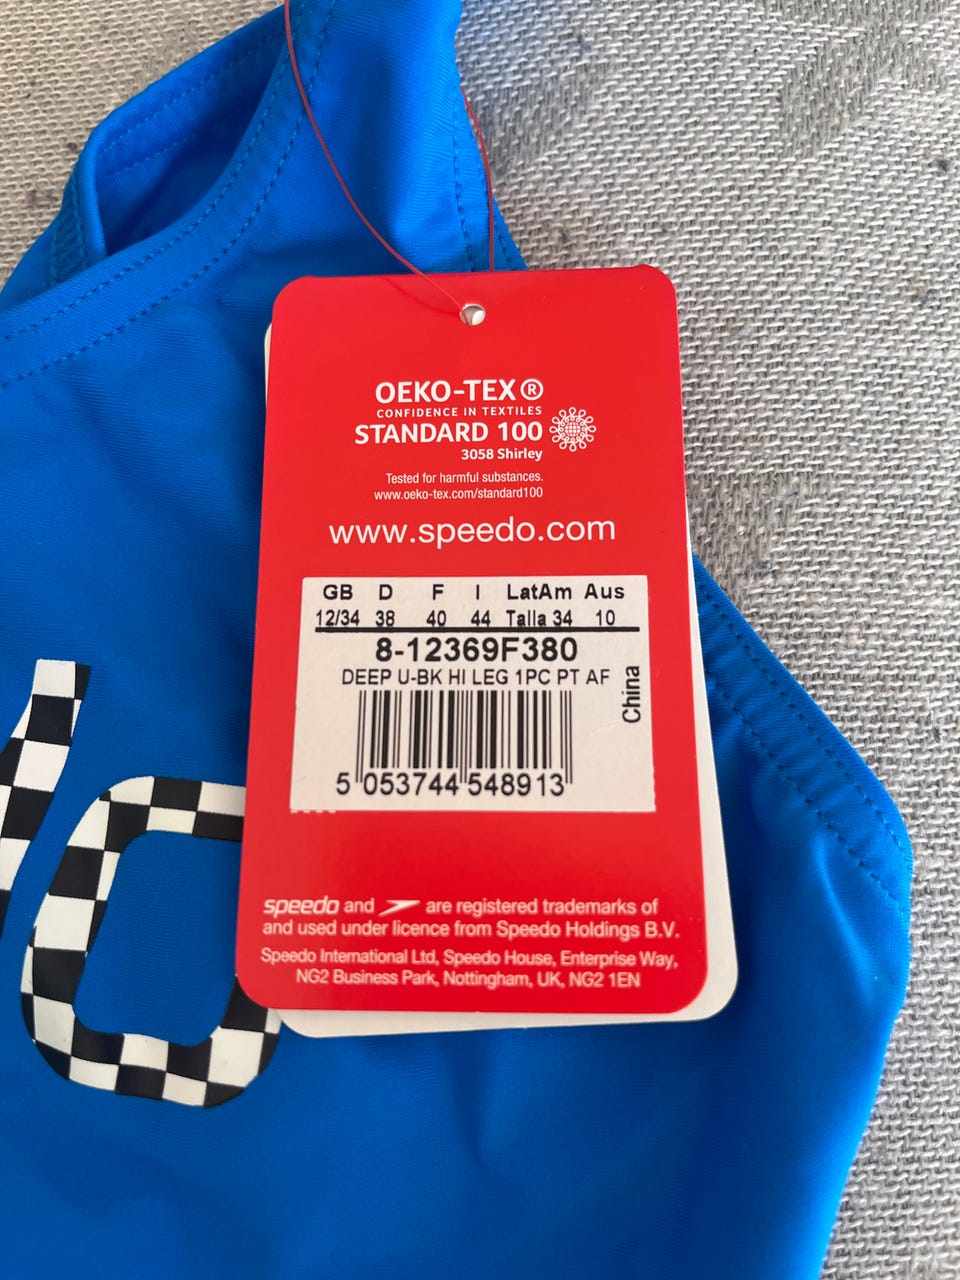 OEKO-TEX®
CONFIDENCE IN TEXTILES
STANDARD 100
3058 Shirley
Tested for harmful substances.
www.oeko-tex.com/standard100
www.speedo.com
GB D F I LatAm Aus
12/34 38 40 44 Talla 34 10
8-12369F380
DEEP U-BK HI LEG 1PC PT AF
China
5 053744 548913
speedo and are registered trademarks of
and used under licence from Speedo Holdings B.V.
Speedo International Ltd, Speedo House, Enterprise Way,
NG2 Business Park, Nottingham, UK, NG2 1EN